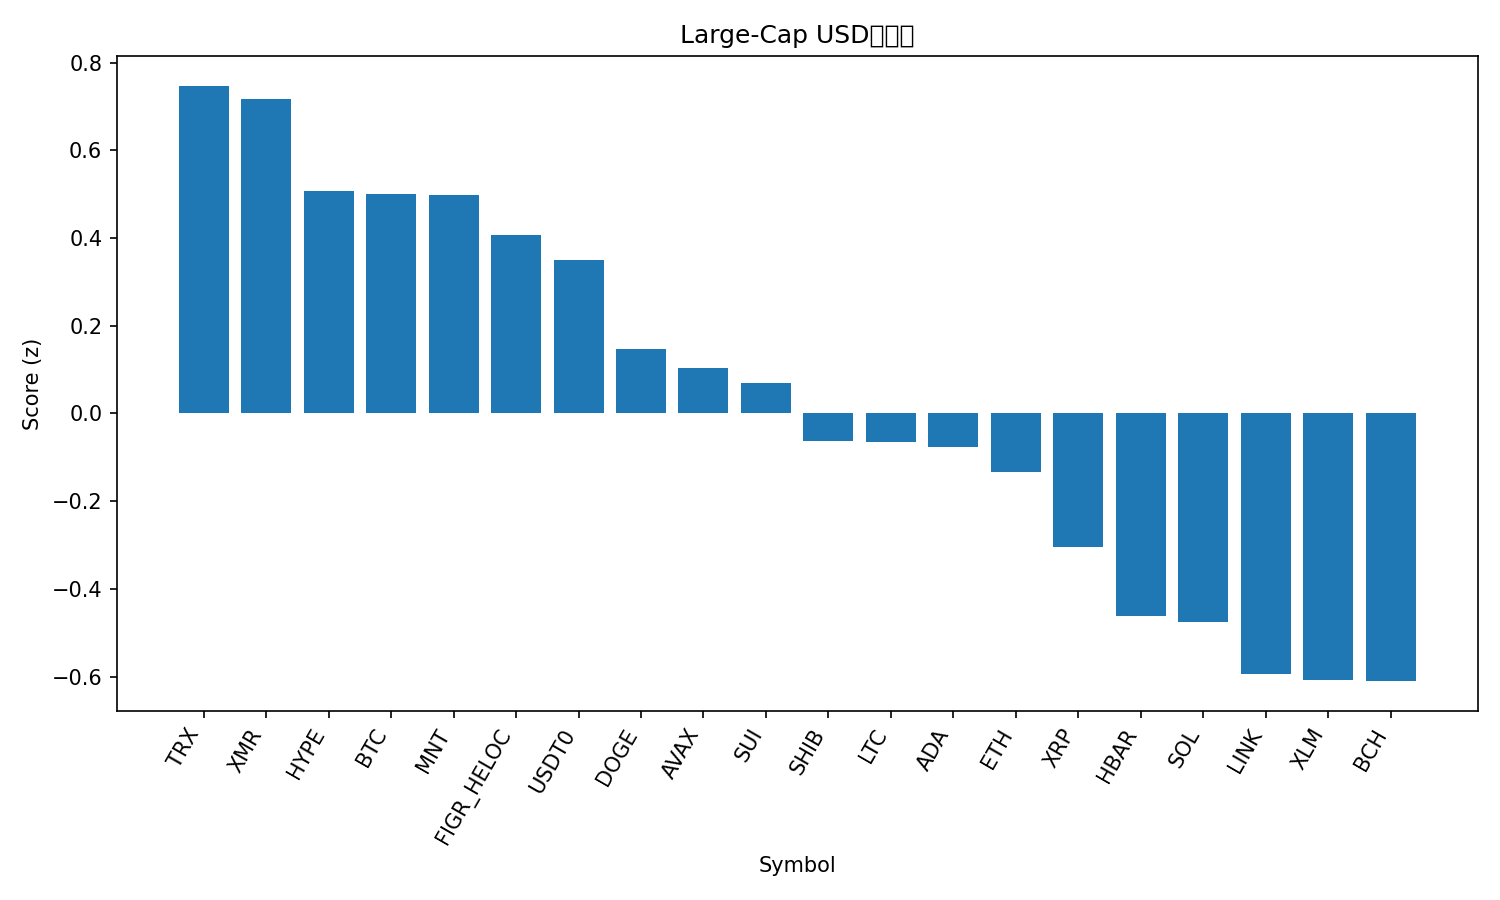 Large-Cap USD
Score (z)
0.8
0.6
0.4
0.2
0.0
−0.2
−0.4
−0.6
TRX
XMR
HYPE
BTC
MNT
FIGR_HELOC
USDT0
DOGE
AVAX
SUI
SHIB
LTC
ADA
ETH
XRP
HBAR
SOL
LINK
XLM
BCH
Symbol